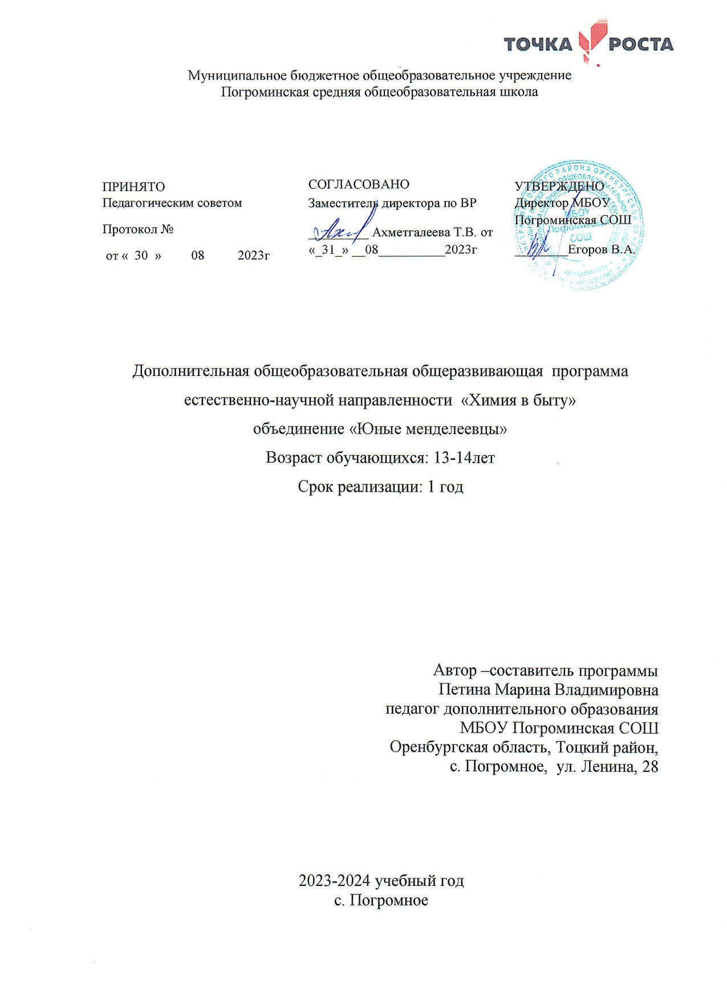 ТОЧКА РОСТА
Муниципальное бюджетное общеобразовательное учреждение
Погроминская средняя общеобразовательная школа
ПРИНЯТО
Педагогическим советом
Протокол №
от « 30 » 08 2023г
СОГЛАСОВАНО
Заместитель директора по ВР
_________ Ахметгалеева Т.В. от
«_31_» __08__________2023г
УТВЕРЖДЕНО
Директор МБОУ
Погроминская СОШ
________Егоров В.А.
МБОУ
Погроминская
СОШ
Дополнительная общеобразовательная общеразвивающая программа
естественно-научной направленности «Химия в быту»
объединение «Юные менделеевцы»
Возраст обучающихся: 13-14лет
Срок реализации: 1 год
Автор –составитель программы
Петина Марина Владимировна
педагог дополнительного образования
МБОУ Погроминская СОШ
Оренбургская область, Тоцкий район,
с. Погромное, ул. Ленина, 28
2023-2024 учебный год
с. Погромное